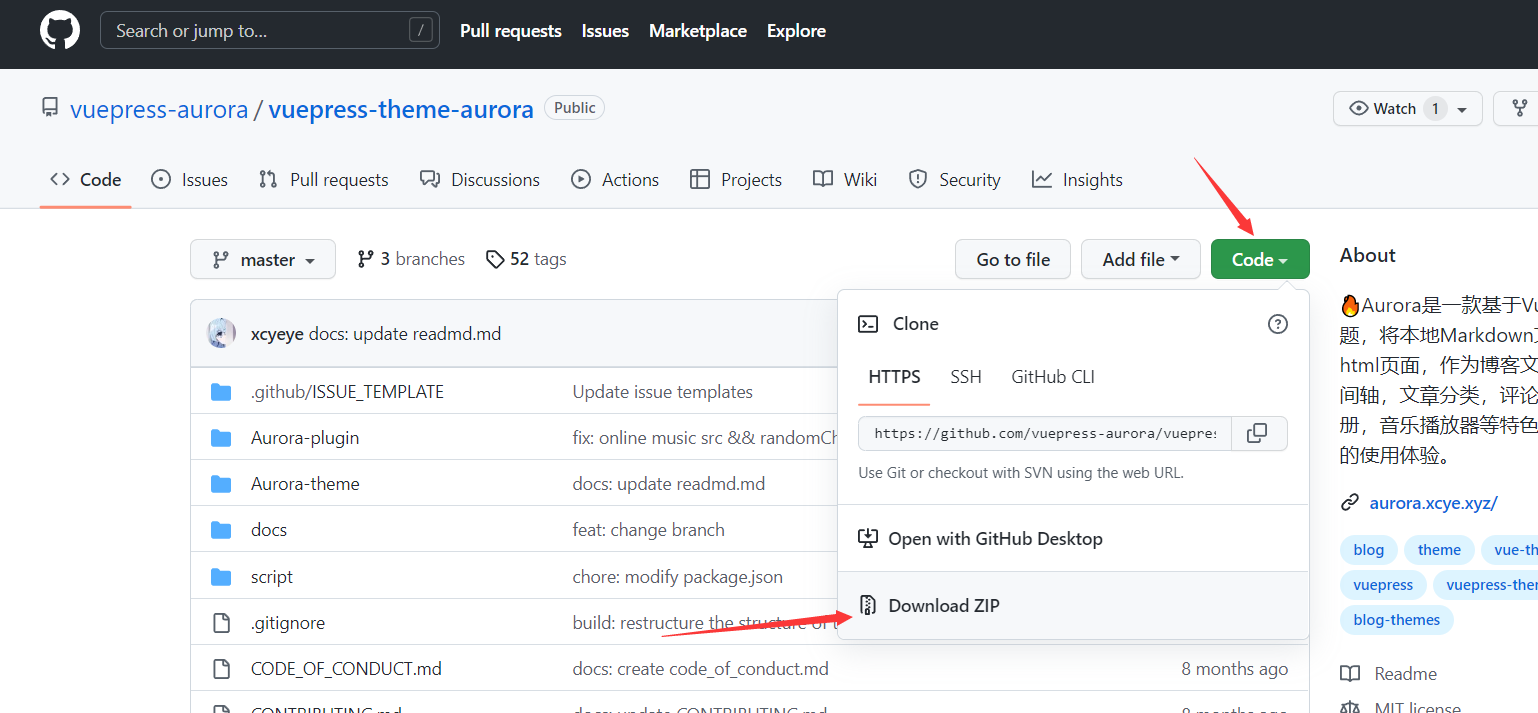 Search or jump to... /
Pull requests Issues Marketplace Explore
vuepress-aurora / vuepress-theme-aurora Public
Watch 1
Code Issues Pull requests Discussions Actions Projects Wiki Security Insights
master 3 branches 52 tags Go to file Add file Code
Clone
HTTPS SSH GitHub CLI
https://github.com/vuepress-aurora/vuepres
Use Git or checkout with SVN using the web URL.
Open with GitHub Desktop
Download ZIP
xcyeye docs: update readmd.md
.github/ISSUE_TEMPLATE Update issue templates
Aurora-plugin fix: online music src && randomCh
Aurora-theme docs: update readmd.md
docs feat: change branch
script chore: modify package.json
.gitignore build: restructure the structure of
CODE_OF_CONDUCT.md docs: create code_of_conduct.md 8 months ago
CONTRIBUTING.md docs: update CONTRIBUTING.md 8 months ago
About
Aurora是一款基于Vu
题，将本地Markdown文
html页面，作为博客文
间轴，文章分类，评论
册，音乐播放器等特色
的使用体验。
aurora.xcye.xyz/
blog theme vue-th
vuepress vuepress-them
blog-themes
Readme
MIT license